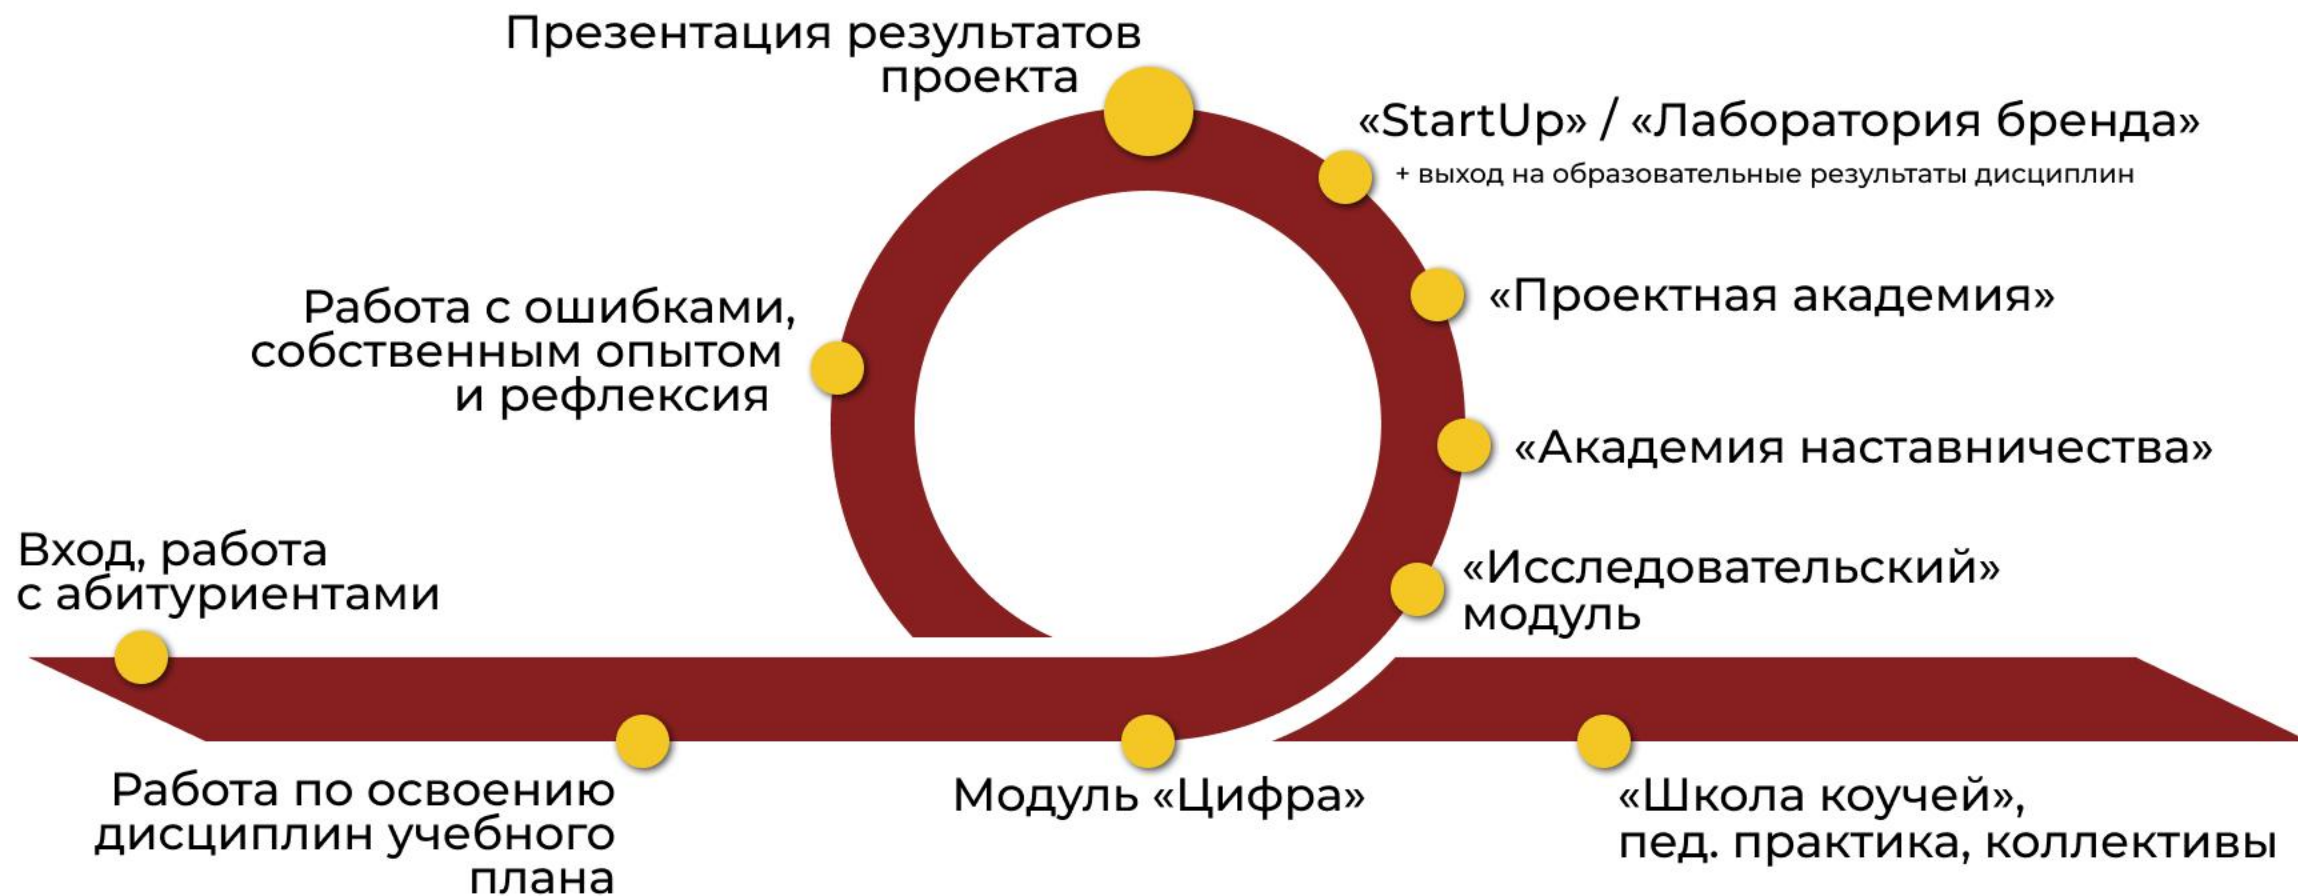 Презентация результатов
проекта
«StartUp» / «Лаборатория бренда»
+ выход на образовательные результаты дисциплин
«Проектная академия»
Работа с ошибками,
собственным опытом
и рефлексия
«Академия наставничества»
Вход, работа
с абитуриентами
«Исследовательский»
модуль
Работа по освоению
дисциплин учебного
плана
Модуль «Цифра»
«Школа коучей»,
пед. практика, коллективы